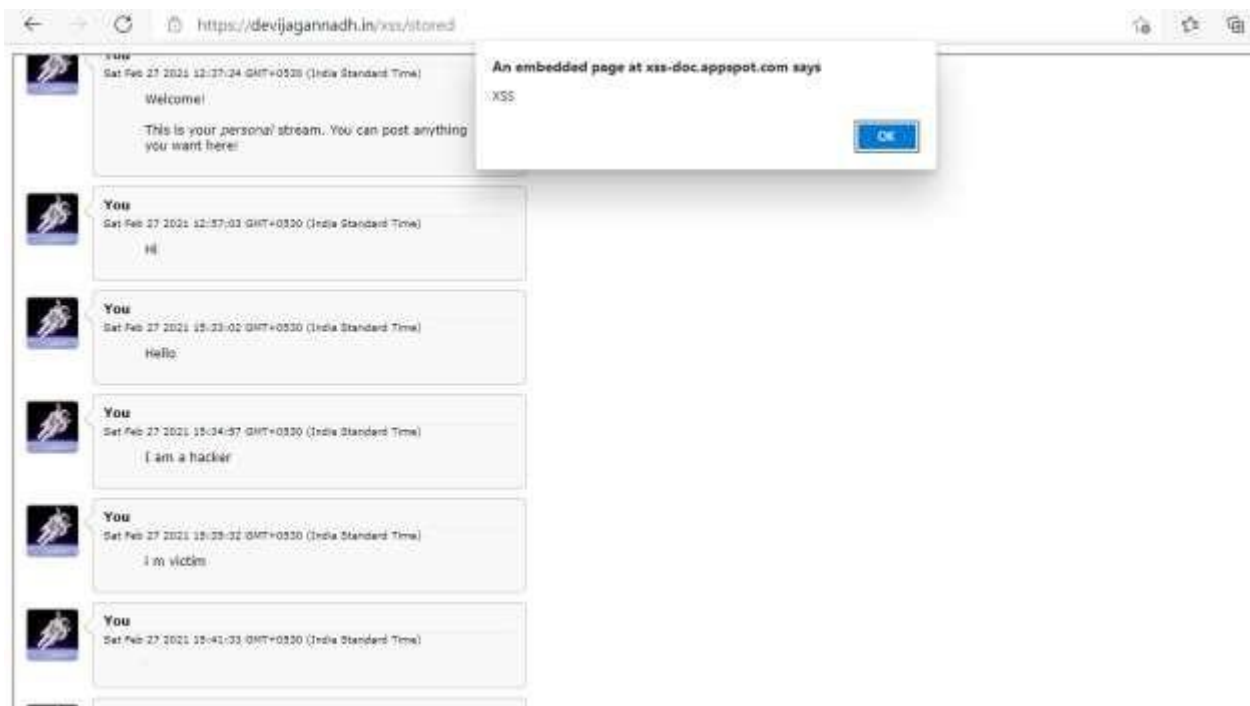 https://devijagannadh.in/xss/stored
An embedded page at xss-doc.appspot.com says
XSS
OK
You
Sat Feb 27 2021 12:37:24 GMT+0530 (India Standard Time)
Welcome!
This is your personal stream. You can post anything
you want here!
You
Sat Feb 27 2021 12:57:03 GMT+0530 (India Standard Time)
Hi
You
Sat Feb 27 2021 15:33:02 GMT+0530 (India Standard Time)
Hello
You
Sat Feb 27 2021 15:34:57 GMT+0530 (India Standard Time)
I am a hacker
You
Sat Feb 27 2021 15:35:32 GMT+0530 (India Standard Time)
I m victim
You
Sat Feb 27 2021 15:41:33 GMT+0530 (India Standard Time)